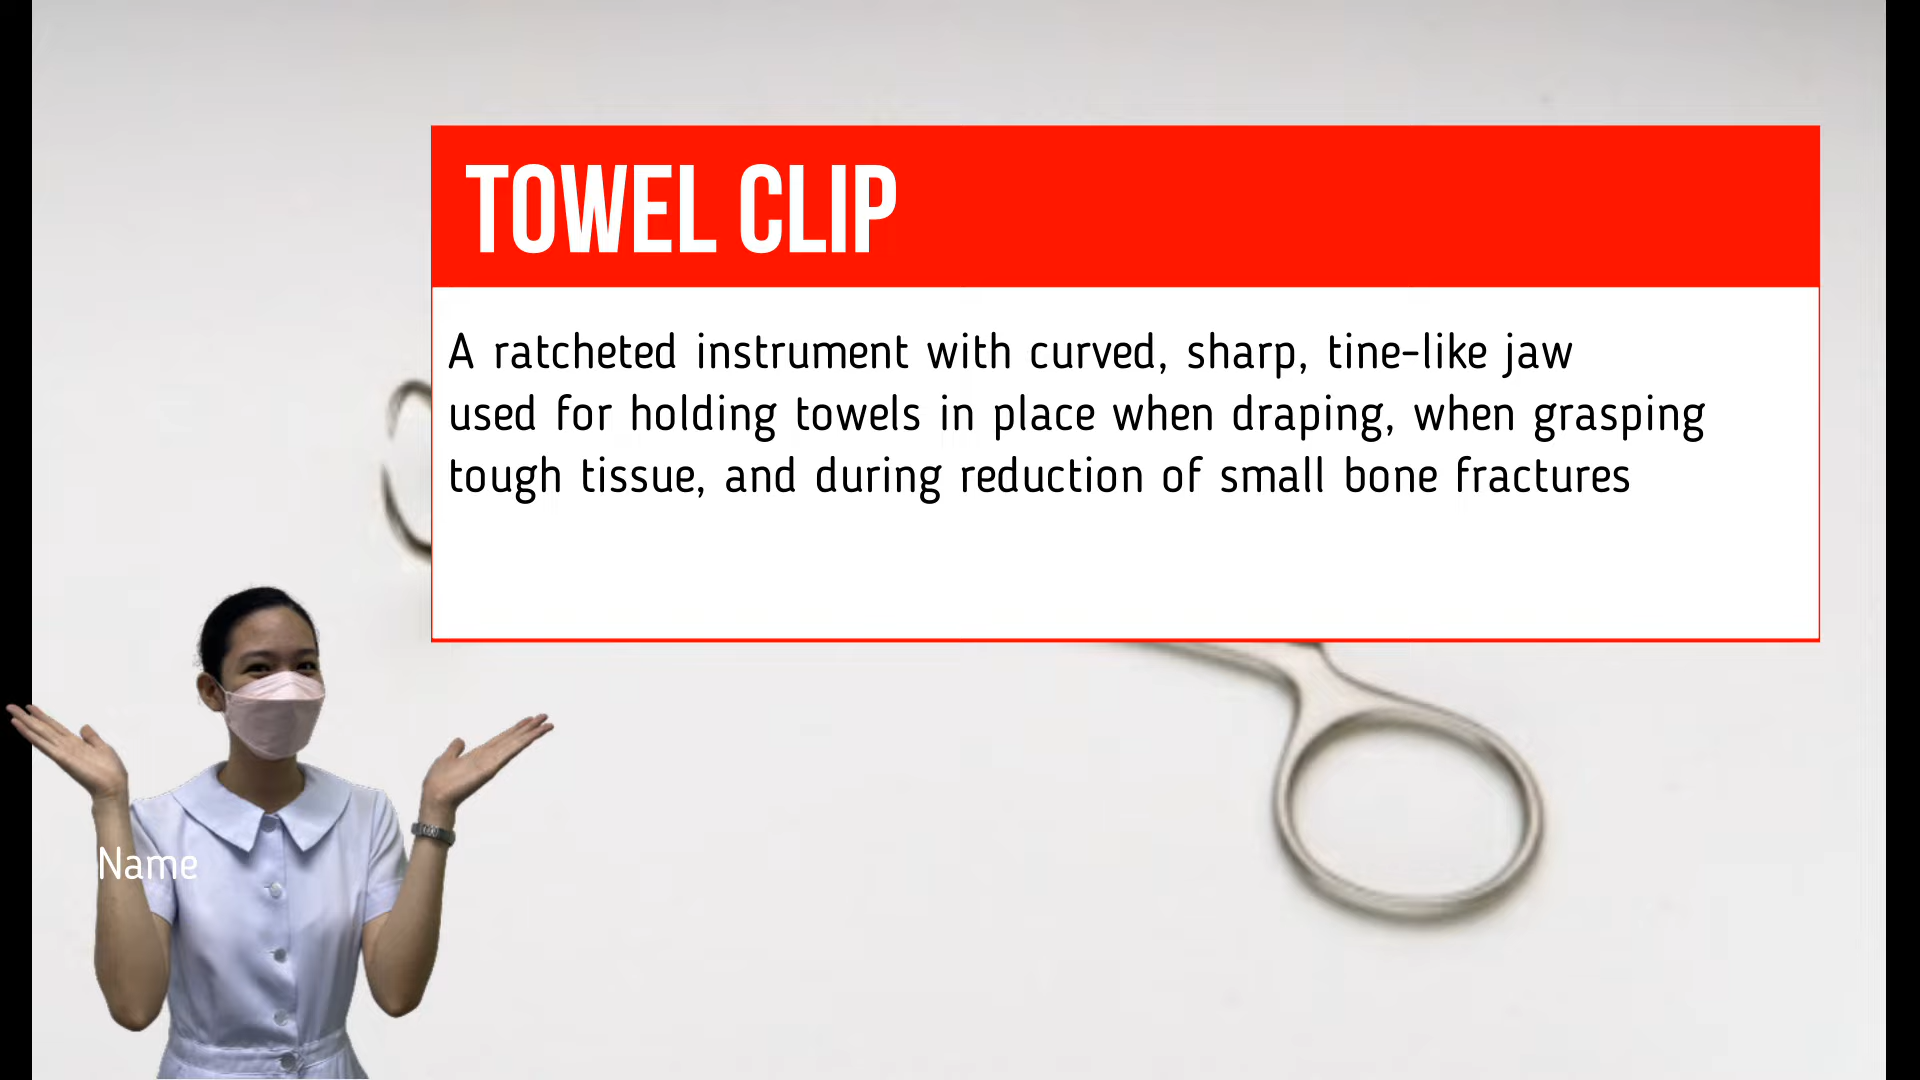 TOWEL CLIP
A ratcheted instrument with curved, sharp, tine-like jaw
used for holding towels in place when draping, when grasping
tough tissue, and during reduction of small bone fractures
Name